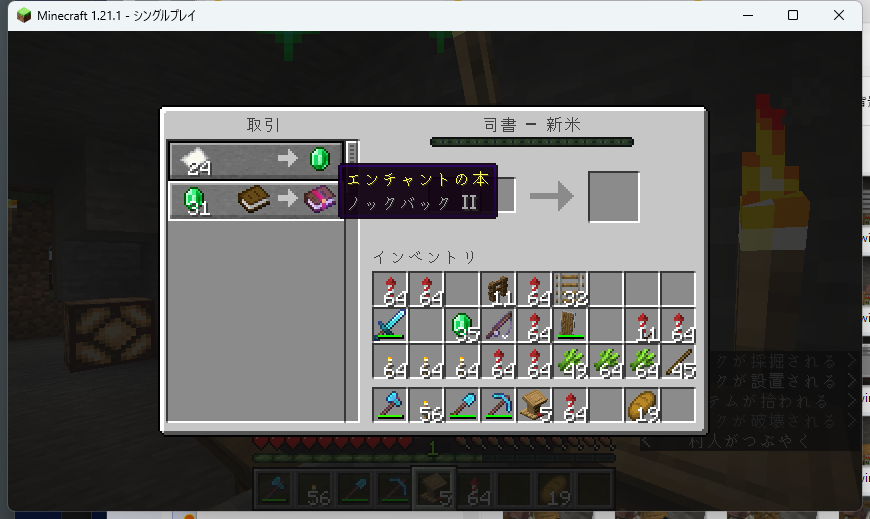 Minecraft 1.21.1 - シングルプレイ
取引
司書 － 新米
24
31
エンチャントの本
ノックバック II
インベントリ
64 64 11 64 32
35 64 11 64
64 64 64 64 64 49 64 64 45
56 5 64 19
クが採掘される >
クが設置される >
テムが拾われる >
クが破壊される >
< 村人がつぶやく
1
56 5 64 19